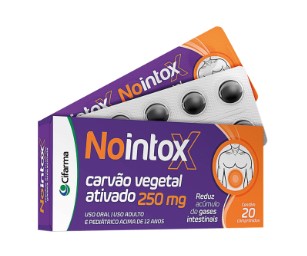 Nointox
Nointox
Cifarma
carvão vegetal
ativado 250 mg
USO ORAL | USO ADULTO
E PEDIÁTRICO ACIMA DE 12 ANOS
Reduz
acúmulo
de gases
intestinais
20
comprimidos